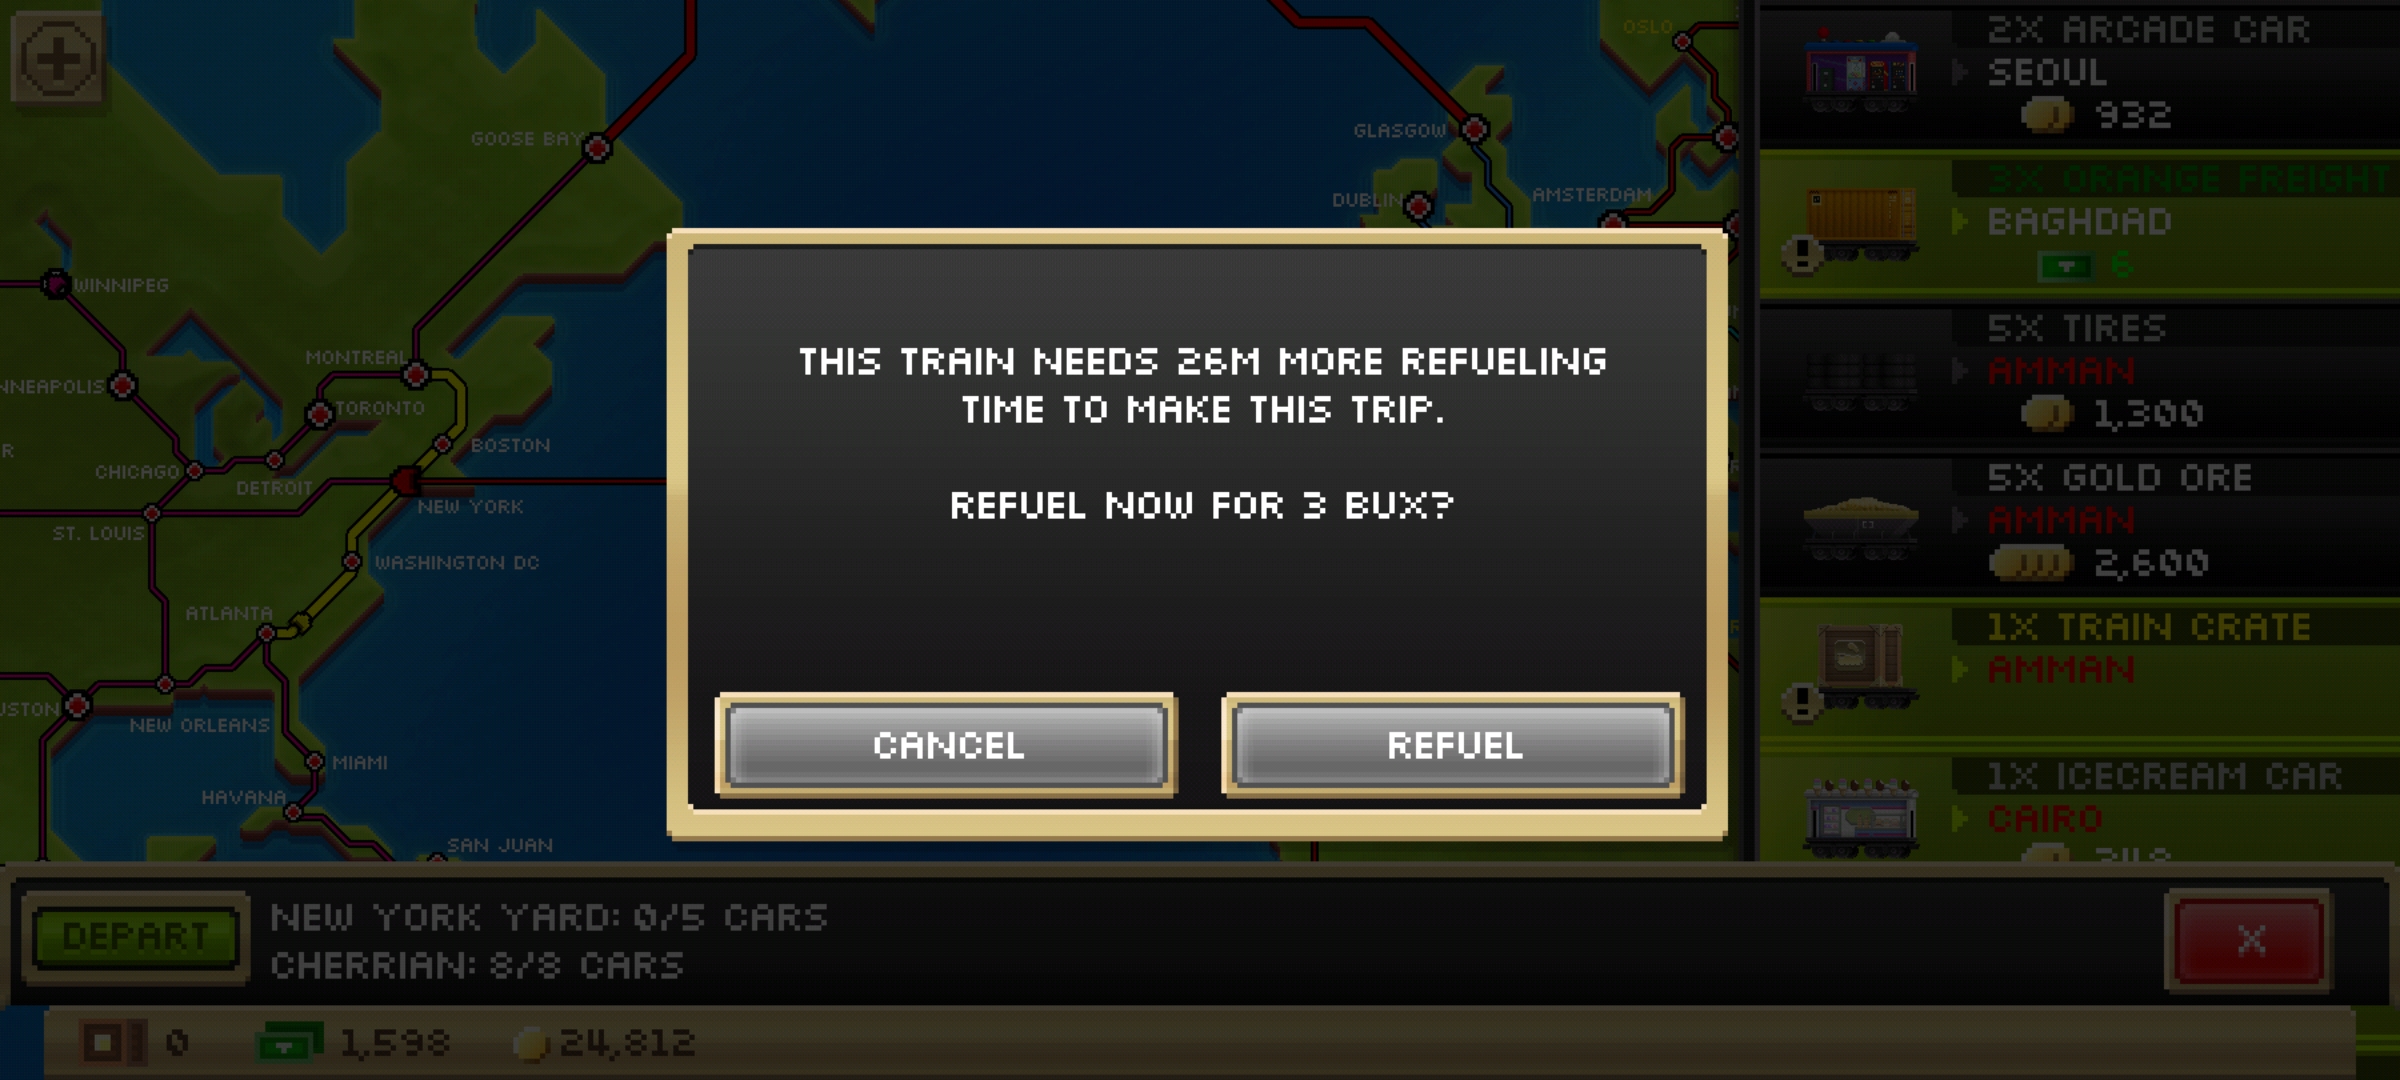 2X ARCADE CAR
SEOUL
932
3X ORANGE FREIGHT
BAGHDAD
6
5X TIRES
AMMAN
1,300
5X GOLD ORE
AMMAN
2,600
1X TRAIN CRATE
AMMAN
1X ICECREAM CAR
CAIRO
OSLO
GOOSE BAY
GLASGOW
DUBLIN
AMSTERDAM
WINNIPEG
MONTREAL
NNEAPOLIS
TORONTO
BOSTON
R
CHICAGO
DETROIT
NEW YORK
ST. LOUIS
WASHINGTON DC
ATLANTA
USTON
NEW ORLEANS
MIAMI
HAVANA
SAN JUAN
THIS TRAIN NEEDS 26M MORE REFUELING
TIME TO MAKE THIS TRIP.
REFUEL NOW FOR 3 BUX?
CANCEL
REFUEL
DEPART
NEW YORK YARD: 0/5 CARS
CHERRIAN: 8/8 CARS
X
0
1,598
24,812